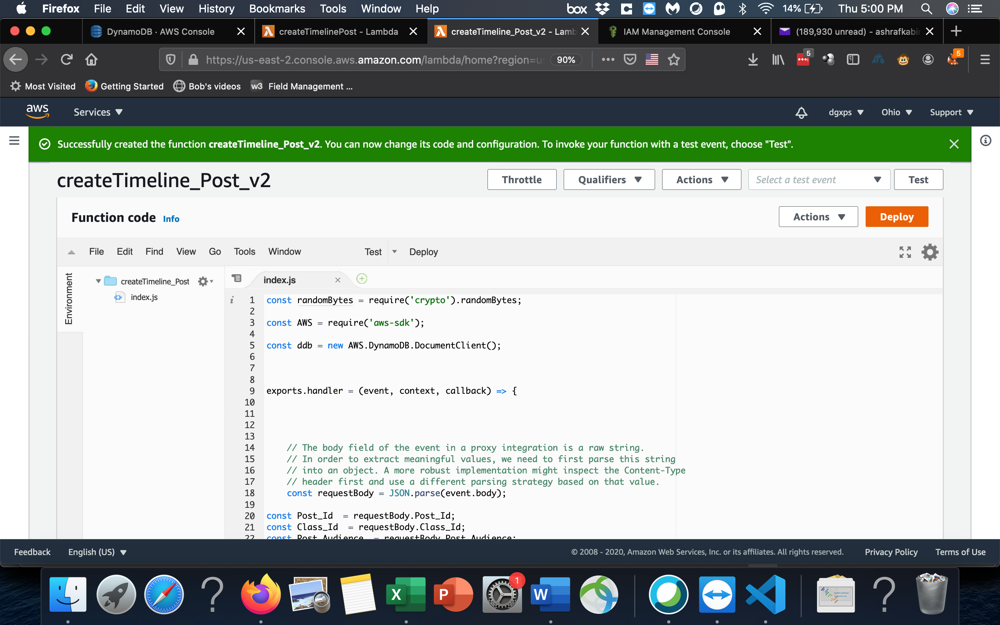 Firefox File Edit View History Bookmarks Tools Window Help box 14% Thu 5:00 PM
DynamoDB · AWS Console createTimelinePost - Lambda createTimeline_Post_v2 - Lamb IAM Management Console (189,930 unread) - ashrafkabir
https://us-east-2.console.aws.amazon.com/lambda/home?region=us 90% 5 5
Most Visited Getting Started Bob's videos w3 Field Management ...
aws Services dgxps Ohio Support
Successfully created the function createTimeline_Post_v2. You can now change its code and configuration. To invoke your function with a test event, choose "Test".
createTimeline_Post_v2 Throttle Qualifiers Actions Select a test event Test
Function code Info Actions Deploy
File Edit Find View Go Tools Window Test Deploy
Environment
createTimeline_Post
index.js
index.js
1 const randomBytes = require('crypto').randomBytes;
2
3 const AWS = require('aws-sdk');
4
5 const ddb = new AWS.DynamoDB.DocumentClient();
6
7
8
9 exports.handler = (event, context, callback) => {
10
11
12
13
14 // The body field of the event in a proxy integration is a raw string.
15 // In order to extract meaningful values, we need to first parse this string
16 // into an object. A more robust implementation might inspect the Content-Type
17 // header first and use a different parsing strategy based on that value.
18 const requestBody = JSON.parse(event.body);
19
20 const Post_Id = requestBody.Post_Id;
21 const Class_Id = requestBody.Class_Id;
22 const Post_Audience = requestBody.Post_Audience;
Feedback English (US) © 2008 - 2020, Amazon Web Services, Inc. or its affiliates. All rights reserved. Privacy Policy Terms of Use
X P 1 W